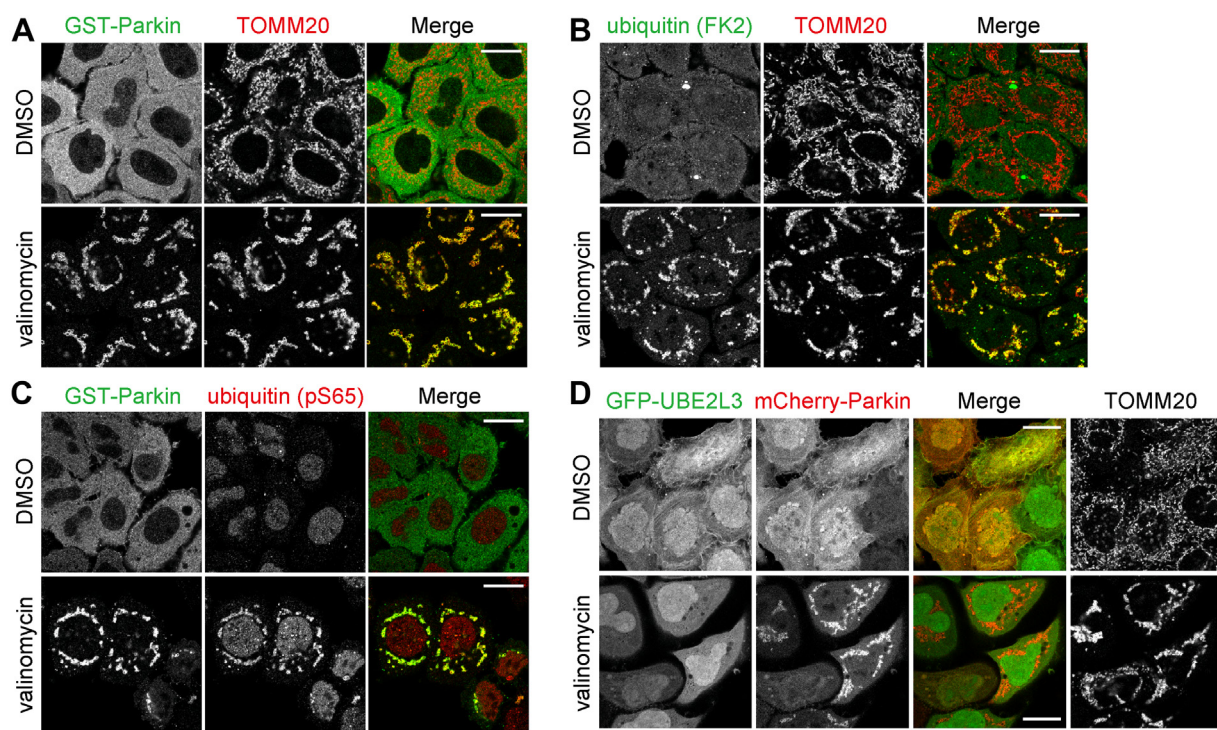 A
GST-Parkin TOMM20 Merge
DMSO
valinomycin
B
ubiquitin (FK2) TOMM20 Merge
DMSO
valinomycin
C
GST-Parkin ubiquitin (pS65) Merge
DMSO
valinomycin
D
GFP-UBE2L3 mCherry-Parkin Merge TOMM20
DMSO
valinomycin